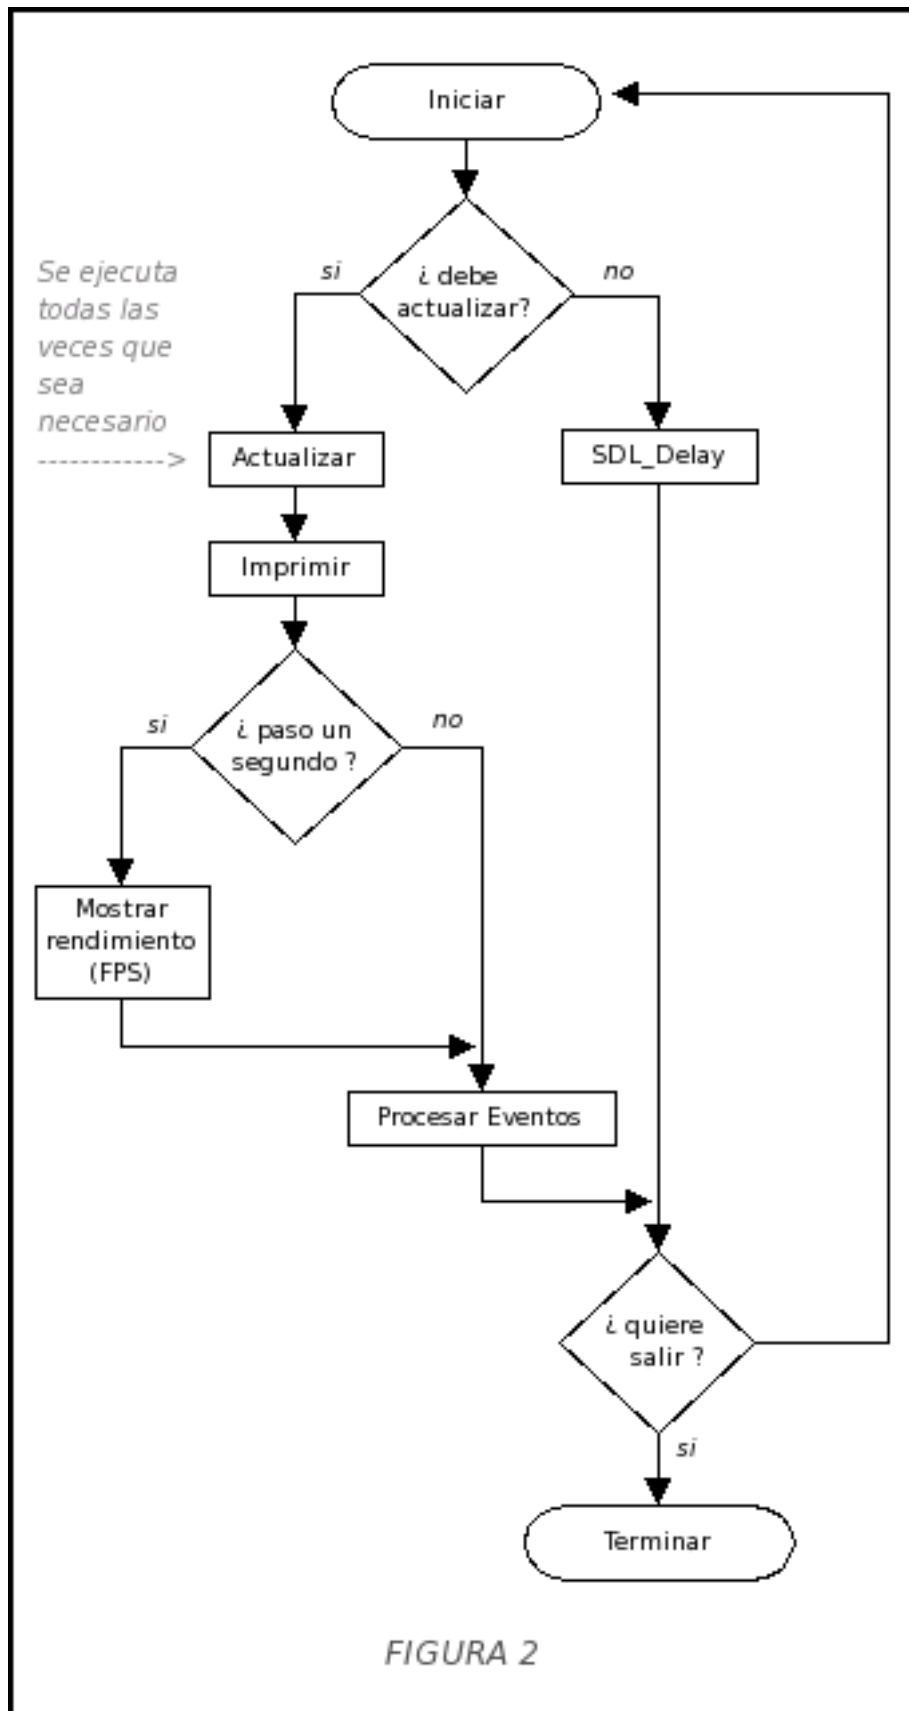 Iniciar
¿ debe
actualizar?
si
no
Se ejecuta
todas las
veces que
sea
necesario
------------>
Actualizar
SDL_Delay
Imprimir
¿ paso un
segundo ?
si
no
Mostrar
rendimiento
(FPS)
Procesar Eventos
¿ quiere
salir ?
si
Terminar
FIGURA 2